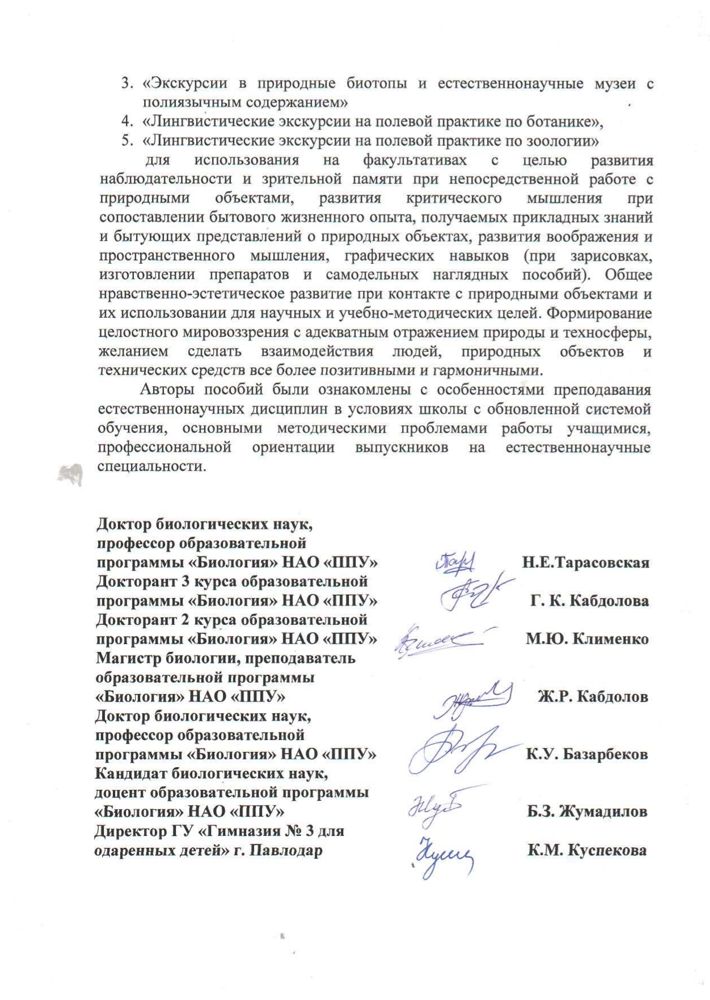 3. «Экскурсии в природные биотопы и естественнонаучные музеи с
полиязычным содержанием»
4. «Лингвистические экскурсии на полевой практике по ботанике»,
5. «Лингвистические экскурсии на полевой практике по зоологии»
для использования на факультативах с целью развития
наблюдательности и зрительной памяти при непосредственной работе с
природными объектами, развития критического мышления при
сопоставлении бытового жизненного опыта, получаемых прикладных знаний
и бытующих представлений о природных объектах, развития воображения и
пространственного мышления, графических навыков (при зарисовках,
изготовлении препаратов и самодельных наглядных пособий). Общее
нравственно-эстетическое развитие при контакте с природными объектами и
их использовании для научных и учебно-методических целей. Формирование
целостного мировоззрения с адекватным отражением природы и техносферы,
желанием сделать взаимодействия людей, природных объектов и
технических средств все более позитивными и гармоничными.
Авторы пособий были ознакомлены с особенностями преподавания
естественнонаучных дисциплин в условиях школы с обновленной системой
обучения, основными методическими проблемами работы учащимися,
профессиональной ориентации выпускников на естественнонаучные
специальности.
Доктор биологических наук,
профессор образовательной
программы «Биология» НАО «ППУ» Н.Е.Тарасовская
Докторант 3 курса образовательной
программы «Биология» НАО «ППУ» Г. К. Кабдолова
Докторант 2 курса образовательной
программы «Биология» НАО «ППУ» М.Ю. Клименко
Магистр биологии, преподаватель
образовательной программы
«Биология» НАО «ППУ» Ж.Р. Кабдолов
Доктор биологических наук,
профессор образовательной
программы «Биология» НАО «ППУ» К.У. Базарбеков
Кандидат биологических наук,
доцент образовательной программы
«Биология» НАО «ППУ» Б.З. Жумадилов
Директор ГУ «Гимназия № 3 для
одаренных детей» г. Павлодар К.М. Куспекова